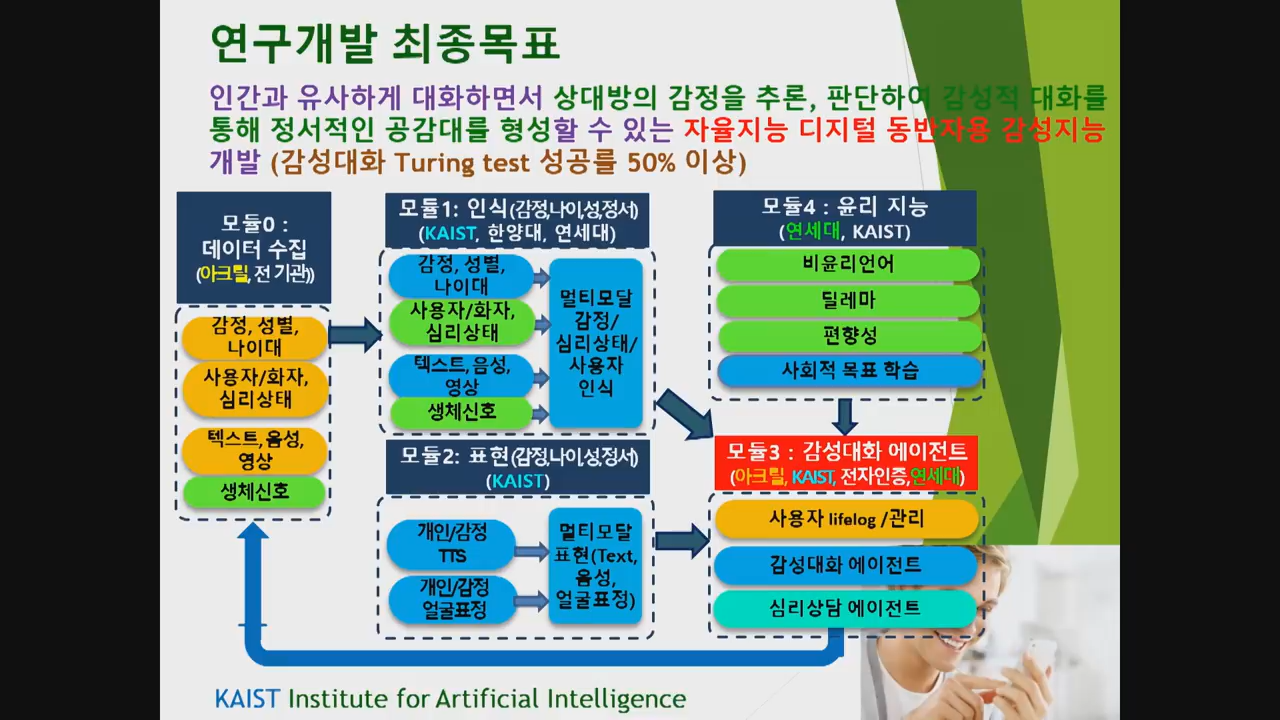 연구개발 최종목표
인간과 유사하게 대화하면서 상대방의 감정을 추론, 판단하여 감성적 대화를
통해 정서적인 공감대를 형성할 수 있는 자율지능 디지털 동반자용 감성지능
개발 (감성대화 Turing test 성공률 50% 이상)
모듈0 :
데이터 수집
(아크릴, 전 기관))
감정, 성별,
나이대
사용자/화자,
심리상태
텍스트, 음성,
영상
생체신호
모듈1: 인식(감정,나이,성,정서)
(KAIST, 한양대, 연세대)
감정, 성별,
나이대
사용자/화자,
심리상태
텍스트, 음성,
영상
생체신호
멀티모달
감정/
심리상태/
사용자
인식
모듈2: 표현(감정,나이,성,정서)
(KAIST)
개인/감정
TTS
개인/감정
얼굴표정
멀티모달
표현(Text,
음성,
얼굴표정)
모듈4 : 윤리 지능
(연세대, KAIST)
비윤리언어
딜레마
편향성
사회적 목표 학습
모듈3 : 감성대화 에이전트
(아크릴, KAIST, 전자인증,연세대)
사용자 lifelog /관리
감성대화 에이전트
심리상담 에이전트
KAIST Institute for Artificial Intelligence